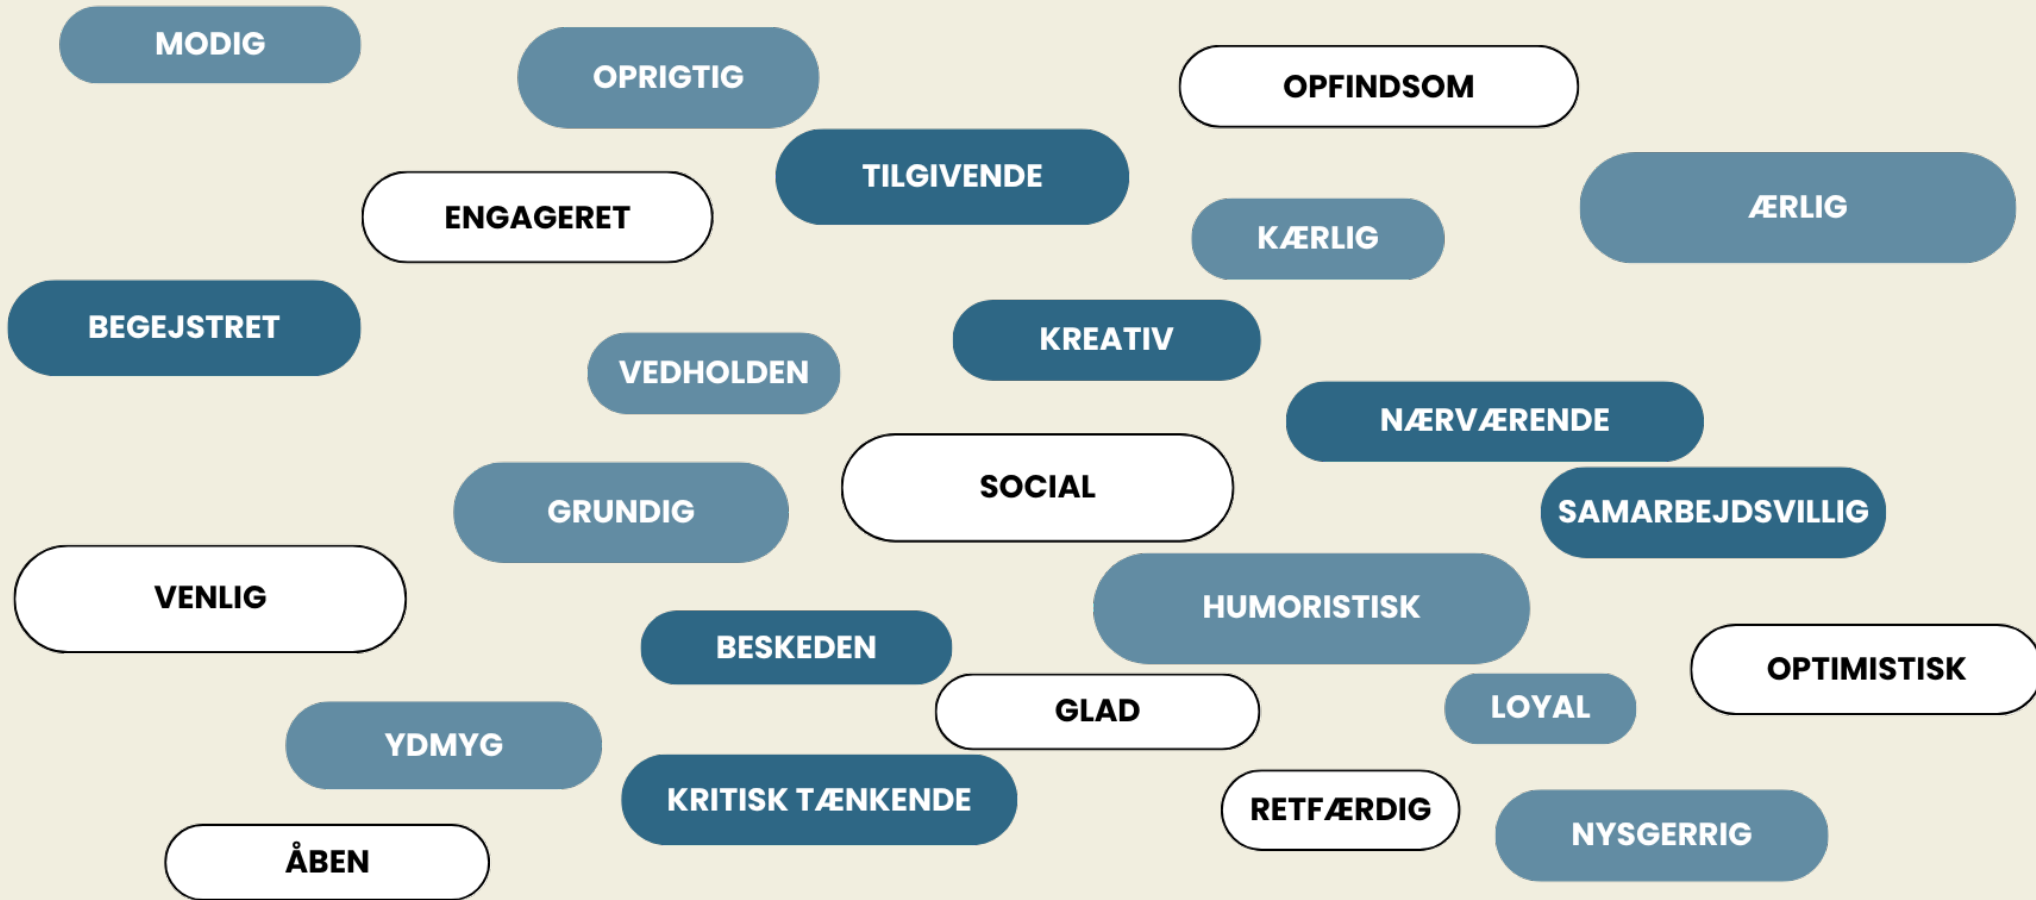 MODIG
OPRIGTIG
OPFINDSOM
TILGIVENDE
ÆRLIG
ENGAGERET
KÆRLIG
BEGEJSTRET
KREATIV
VEDHOLDEN
NÆRVÆRENDE
SOCIAL
GRUNDIG
SAMARBEJDSVILLIG
VENLIG
HUMORISTISK
BESKEDEN
OPTIMISTISK
GLAD
LOYAL
YDMYG
KRITISK TÆNKENDE
RETFÆRDIG
NYSGERRIG
ÅBEN